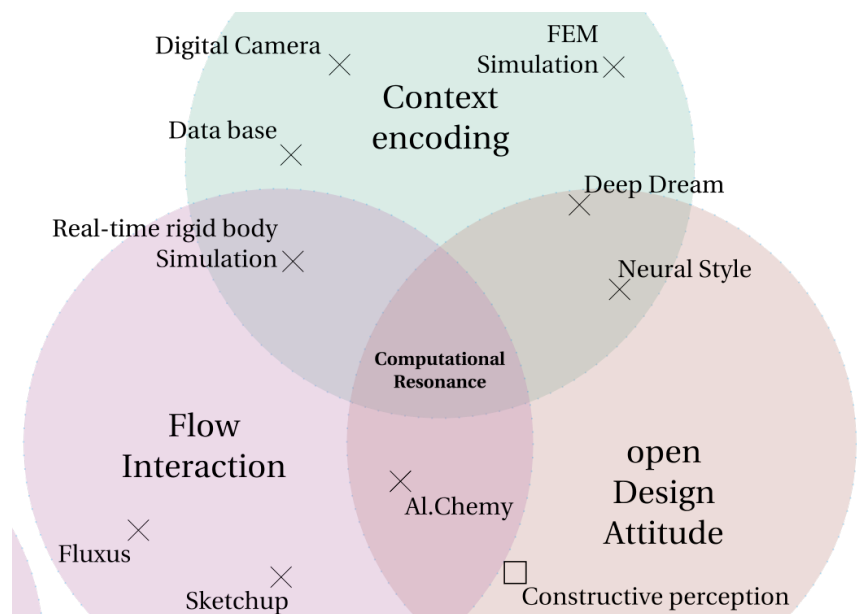 Digital Camera
FEM
Simulation
Context
encoding
Data base
Deep Dream
Real-time rigid body
Simulation
Neural Style
Computational
Resonance
Flow
Interaction
open
Design
Attitude
Al.Chemy
Fluxus
Sketchup
Constructive perception